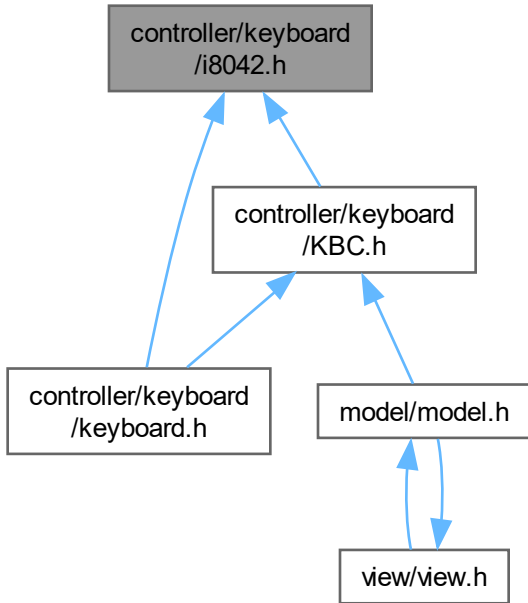 controller/keyboard
/i8042.h
controller/keyboard
/KBC.h
controller/keyboard
/keyboard.h
model/model.h
view/view.h